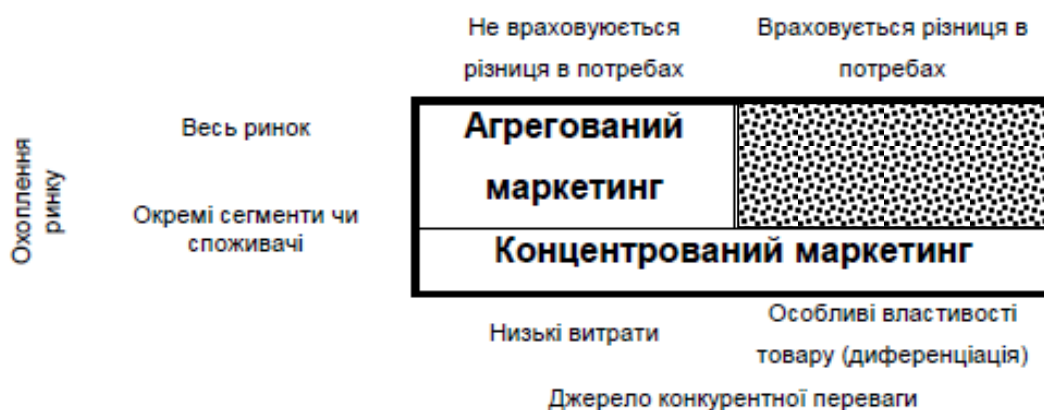 Не враховуюється
різниця в потребах
Враховується різниця в
потребах
Охоплення
ринку
Весь ринок
Окремі сегменти чи
споживачі
Агрегований
маркетинг
Концентрований маркетинг
Низькі витрати
Особливі властивості
товару (диференціація)
Джерело конкурентної переваги